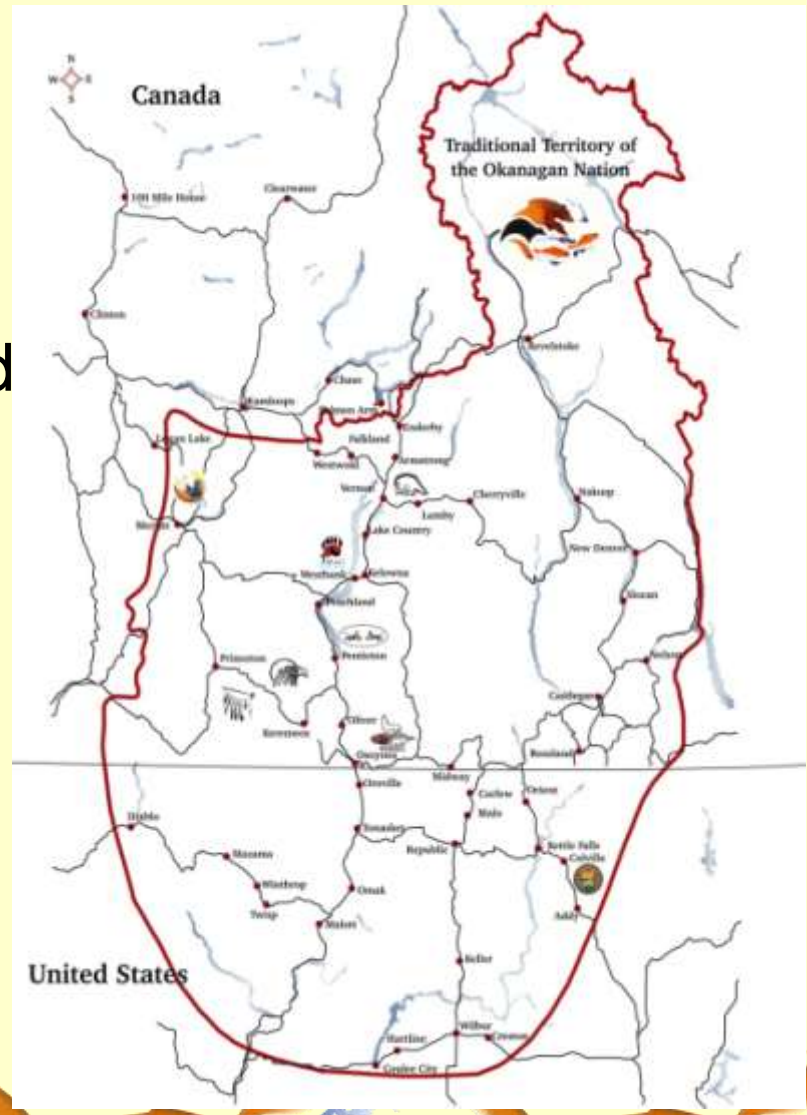 N
W E
S
Canada
Traditional Territory of
the Okanagan Nation
100 Mile House
Clearwater
Clinton
Revelstoke
Chase
Kamloops
Salmon Arm
d
Enderby
Logan Lake
Falkland
Westwold
Armstrong
Vernon
Cherryville
Nakusp
Lumby
Merritt
Lake Country
New Denver
Westbank
Kelowna
Slocan
Peachland
Penticton
Princeton
Nelson
Castlegar
Keremeos
Oliver
Osoyoos
Rossland
Midway
Oroville
Curlew
Orient
Malo
Diablo
Tonasket
Republic
Kettle Falls
Colville
Mazama
Winthrop
Omak
Twisp
Addy
Malott
Keller
United States
Wilbur
Hartline
Creston
Coulee City